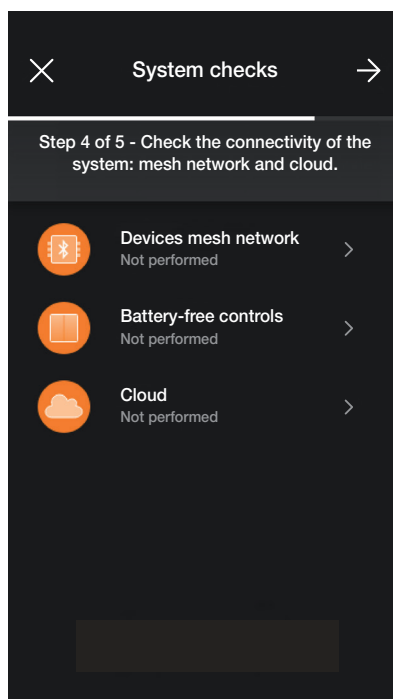 System checks
Step 4 of 5 - Check the connectivity of the
system: mesh network and cloud.
Devices mesh network
Not performed
Battery-free controls
Not performed
Cloud
Not performed